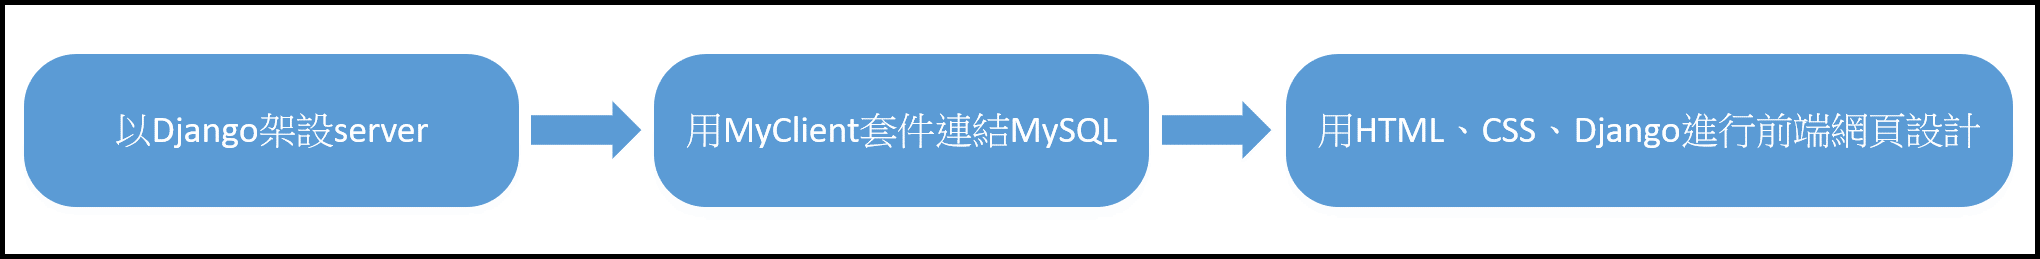 以Django架設server
用MyClient套件連結MySQL
用HTML、CSS、Django進行前端網頁設計